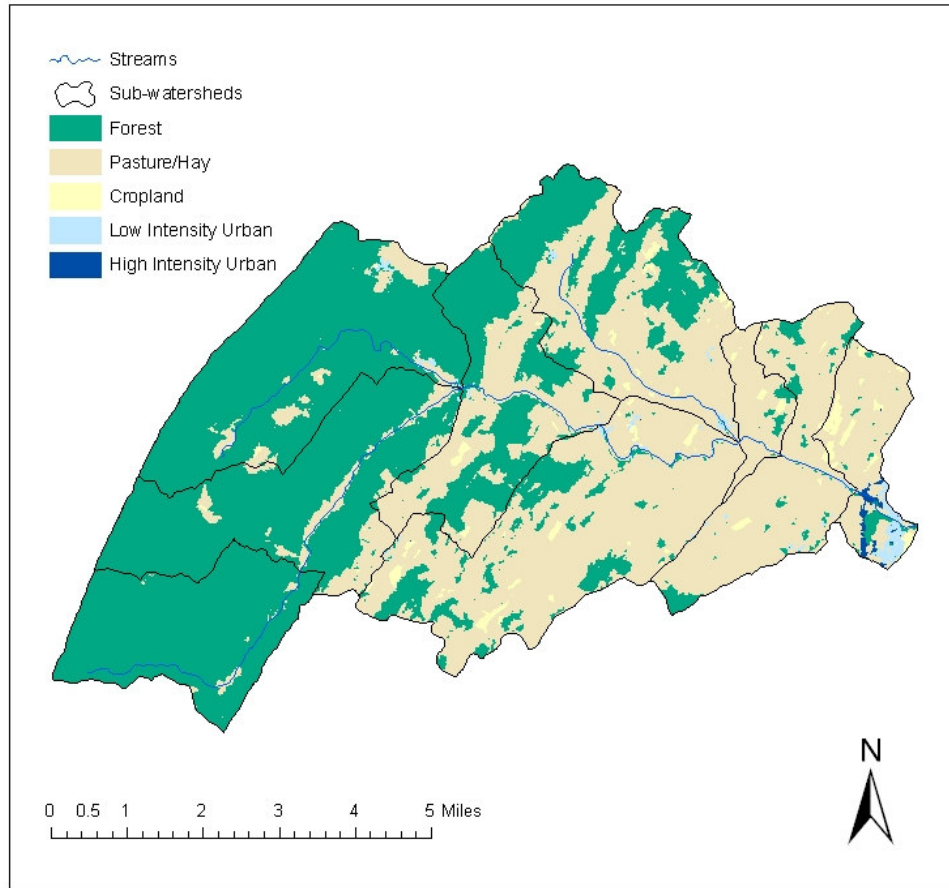 Streams
Sub-watersheds
Forest
Pasture/Hay
Cropland
Low Intensity Urban
High Intensity Urban
N
0 0.5 1 2 3 4 5 Miles